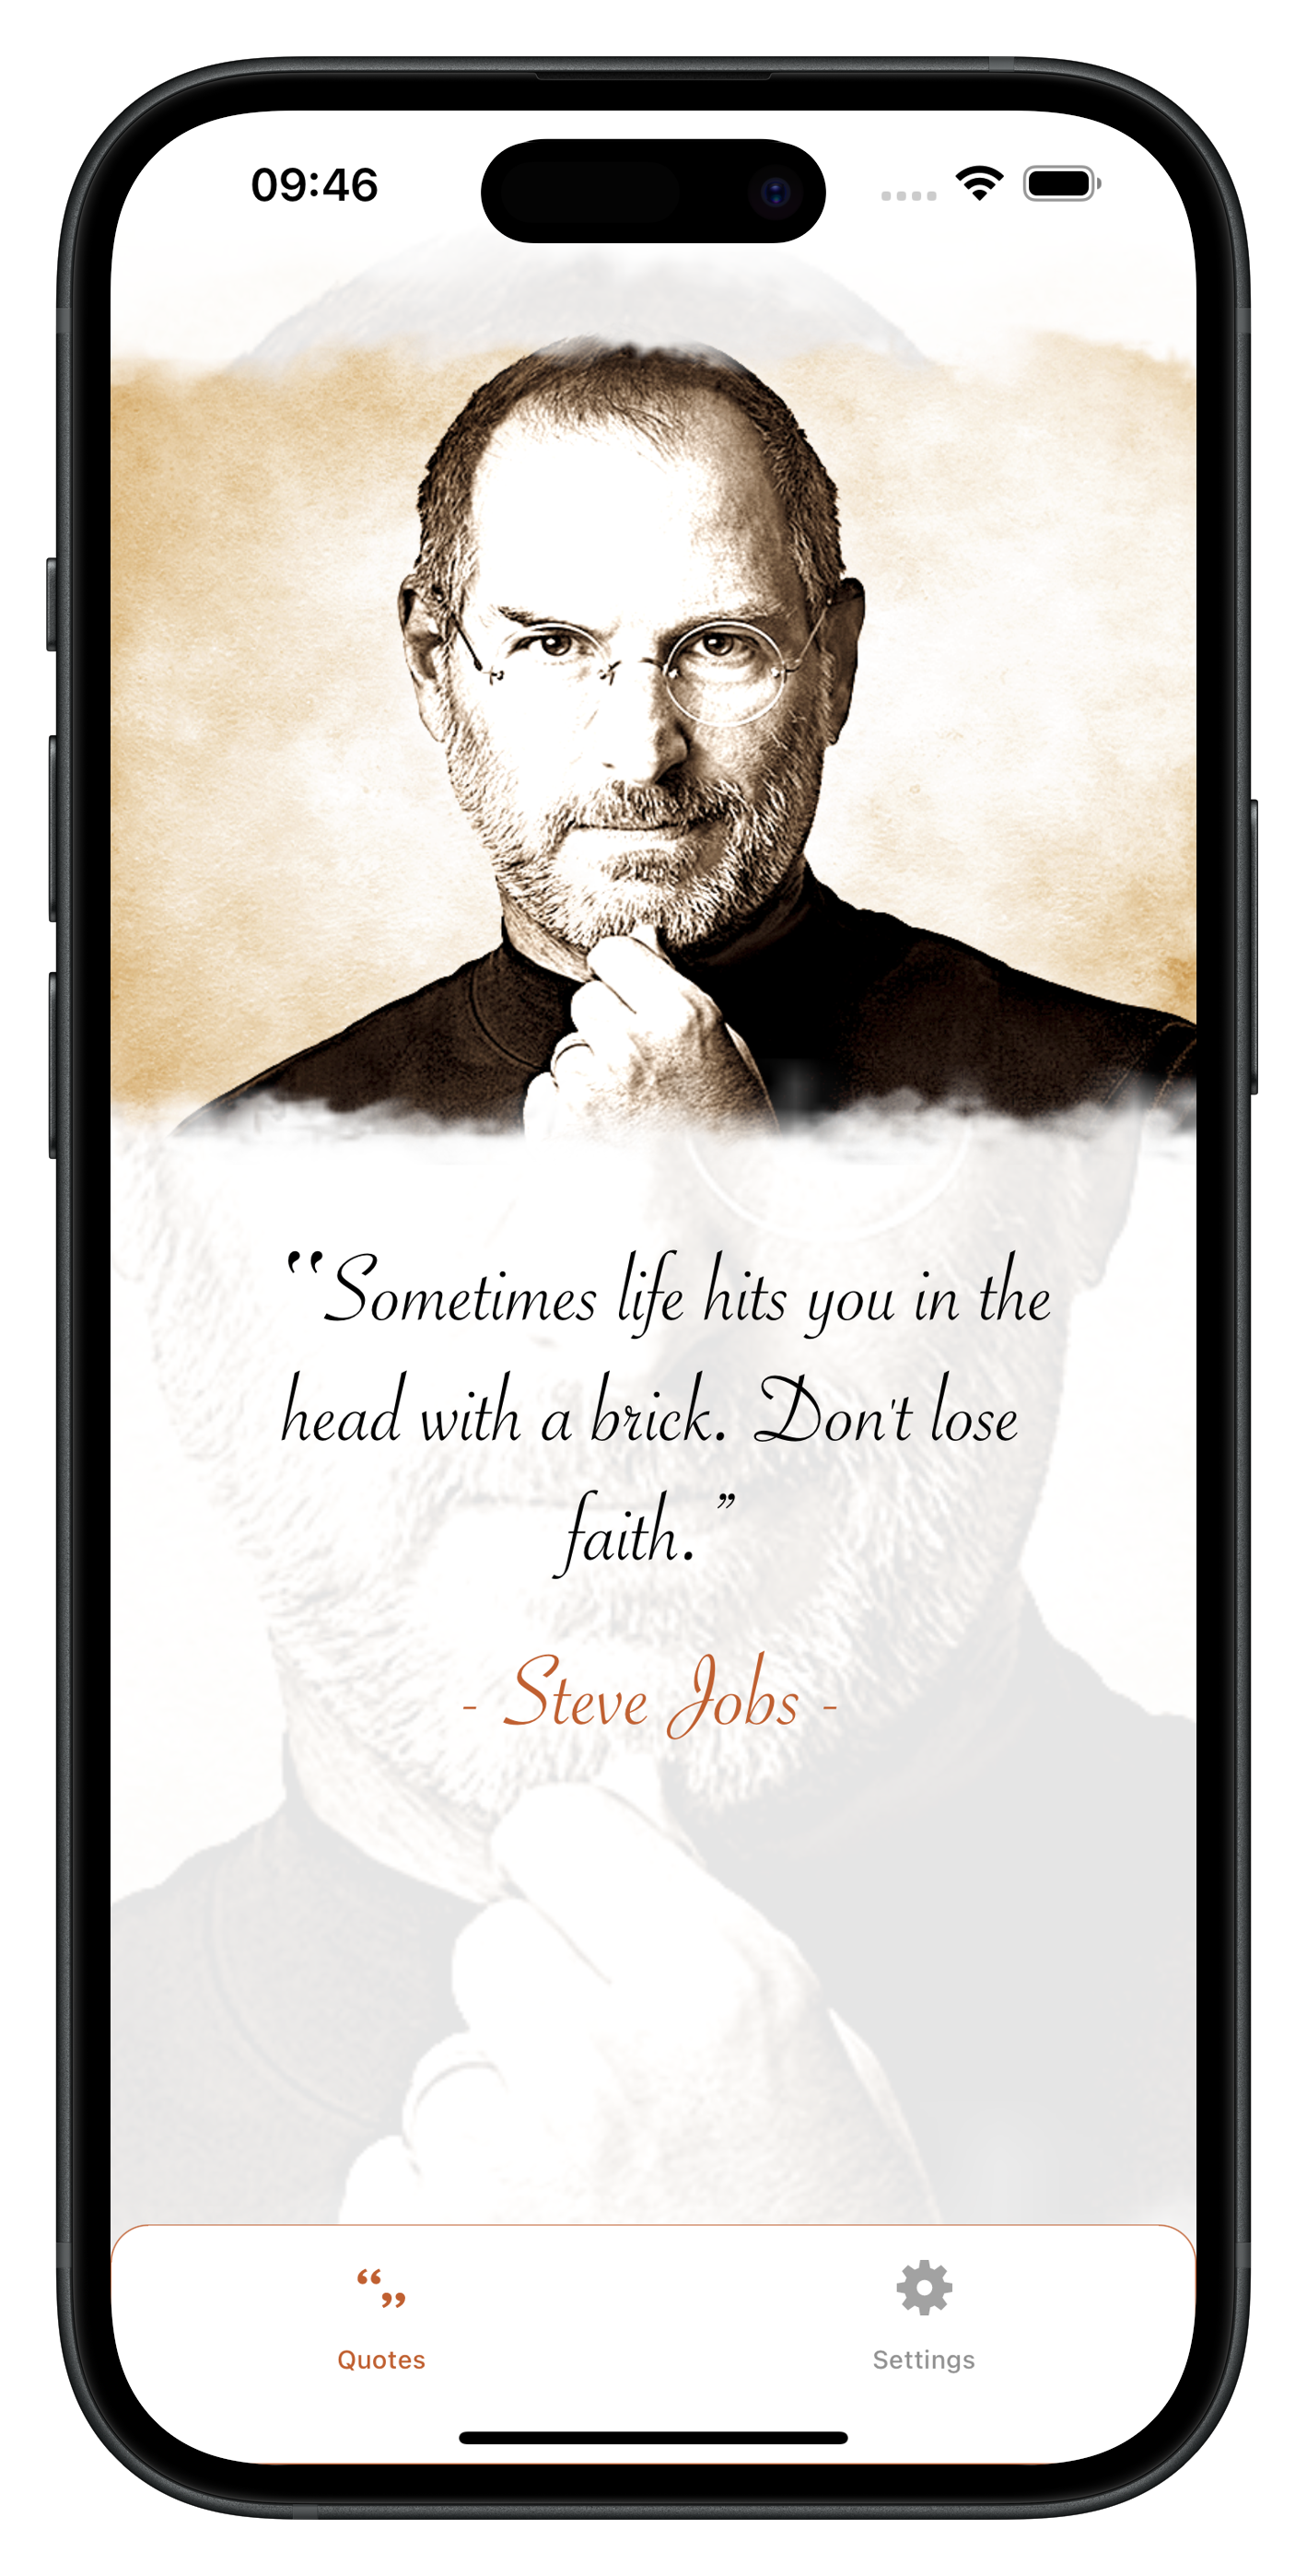 09:46
‘‘Sometimes life hits you in the
head with a brick. Don't lose
faith.”
- Steve Jobs -
Quotes
Settings